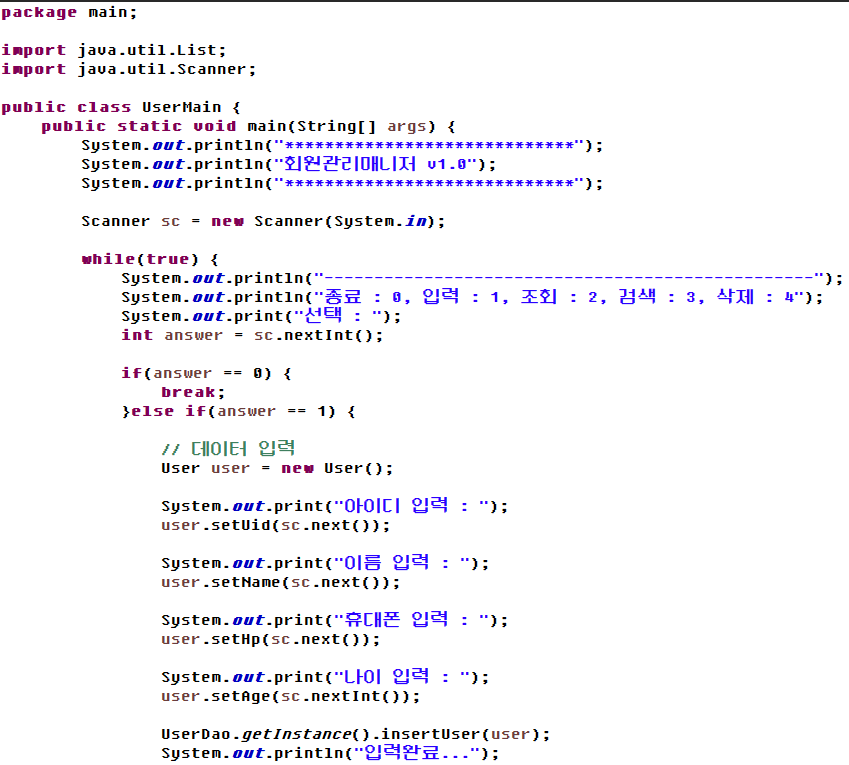 package main;
import java.util.List;
import java.util.Scanner;
public class UserMain {
public static void main(String[] args) {
System.out.println("*****************************");
System.out.println("회원관리매니저 v1.0");
System.out.println("*****************************");
Scanner sc = new Scanner(System.in);
while(true) {
System.out.println("-------------------------------------------------");
System.out.println("종료 : 0, 입력 : 1, 조회 : 2, 검색 : 3, 삭제 : 4");
System.out.print("선택 : ");
int answer = sc.nextInt();
if(answer == 0) {
break;
}else if(answer == 1) {
// 데이터 입력
User user = new User();
System.out.print("아이디 입력 : ");
user.setUid(sc.next());
System.out.print("이름 입력 : ");
user.setName(sc.next());
System.out.print("휴대폰 입력 : ");
user.setHp(sc.next());
System.out.print("나이 입력 : ");
user.setAge(sc.nextInt());
UserDao.getInstance().insertUser(user);
System.out.println("입력완료...");